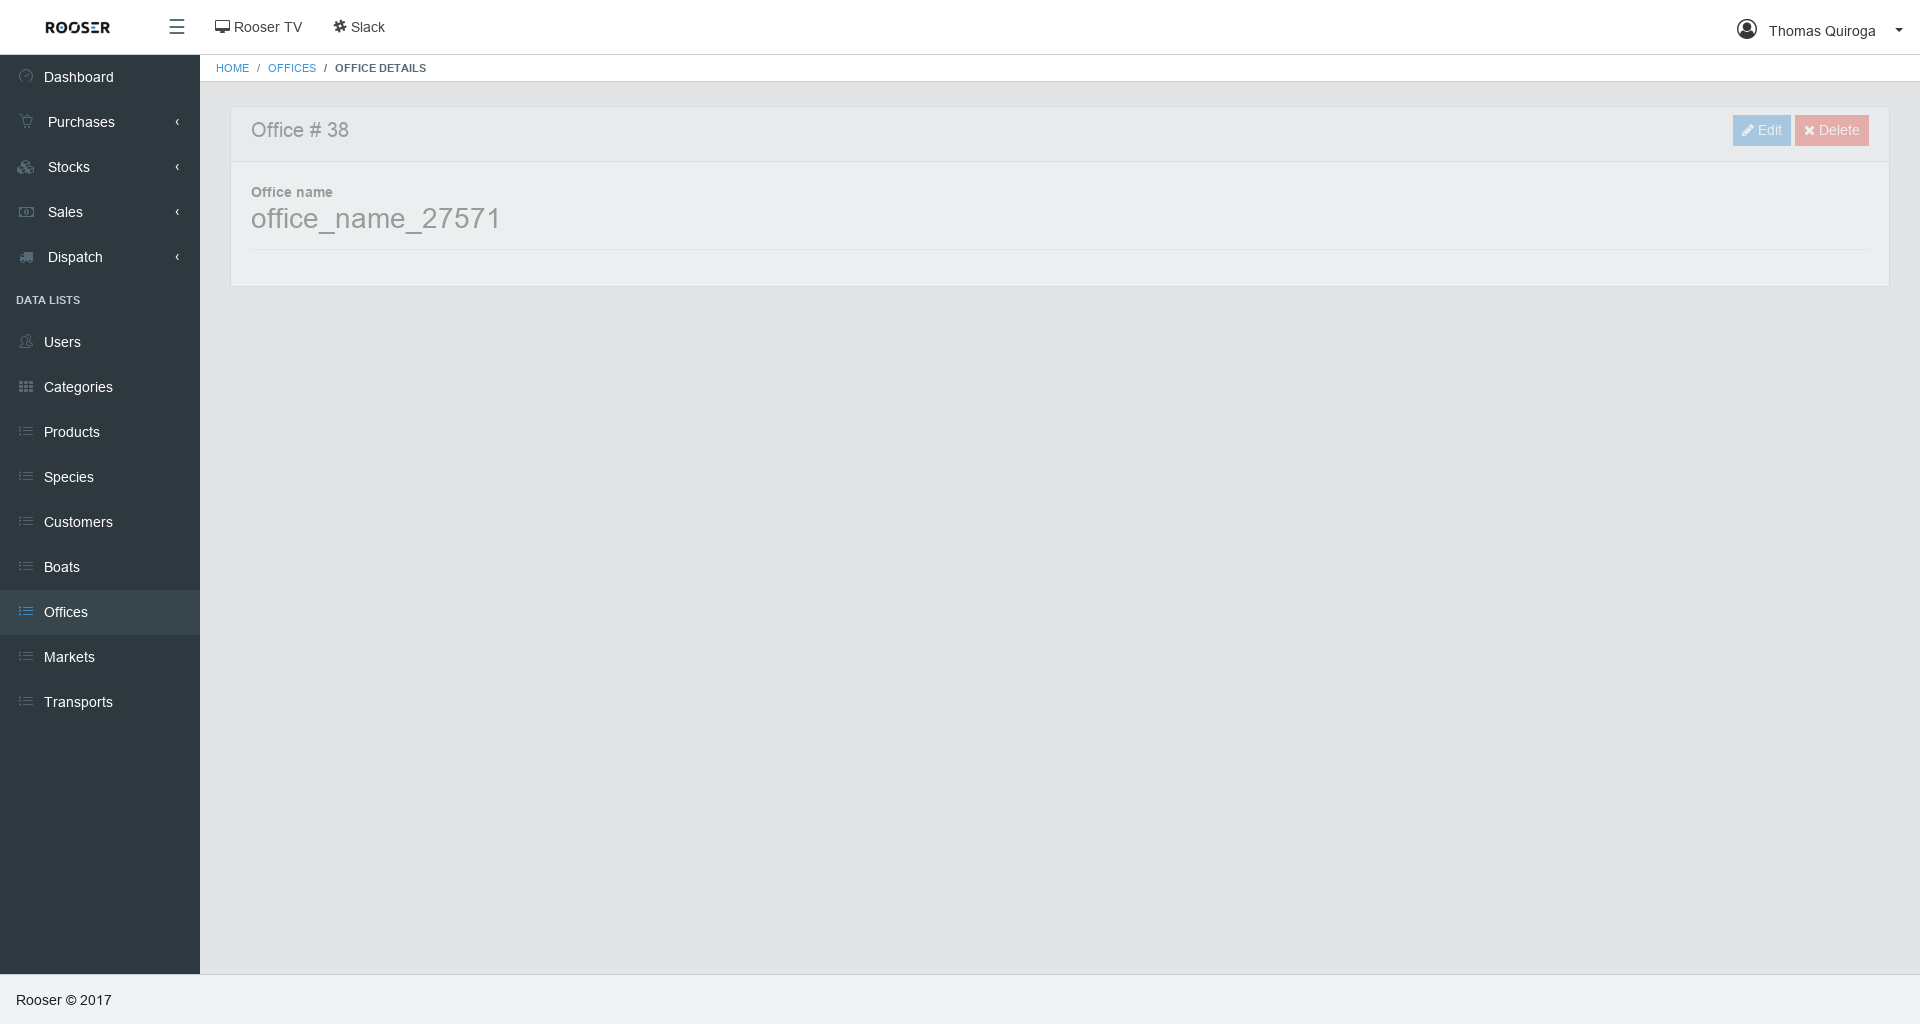 ROOSER
Rooser TV
Slack
Thomas Quiroga
HOME / OFFICES / OFFICE DETAILS
Dashboard
Purchases
Stocks
Sales
Dispatch
DATA LISTS
Users
Categories
Products
Species
Customers
Boats
Offices
Markets
Transports
Office # 38
Edit
Delete
Office name
office_name_27571
Rooser © 2017